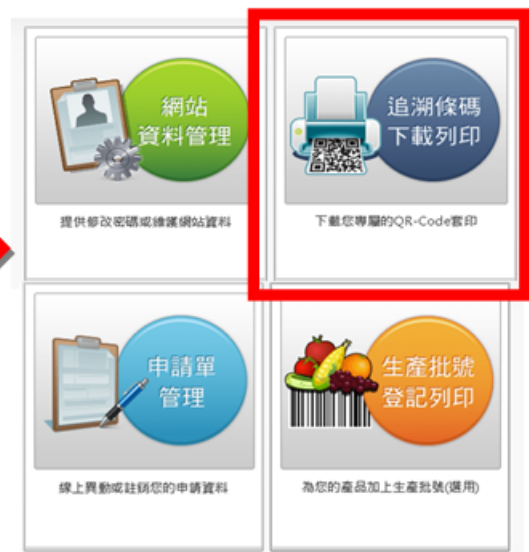 網站
資料管理
提供修改密碼或維護網站資料
追溯條碼
下載列印
下載您專屬的QR-Code套印
申請單
管理
線上異動或註銷您的申請資料
生產批號
登記列印
為您的產品加上生產批號(選用)